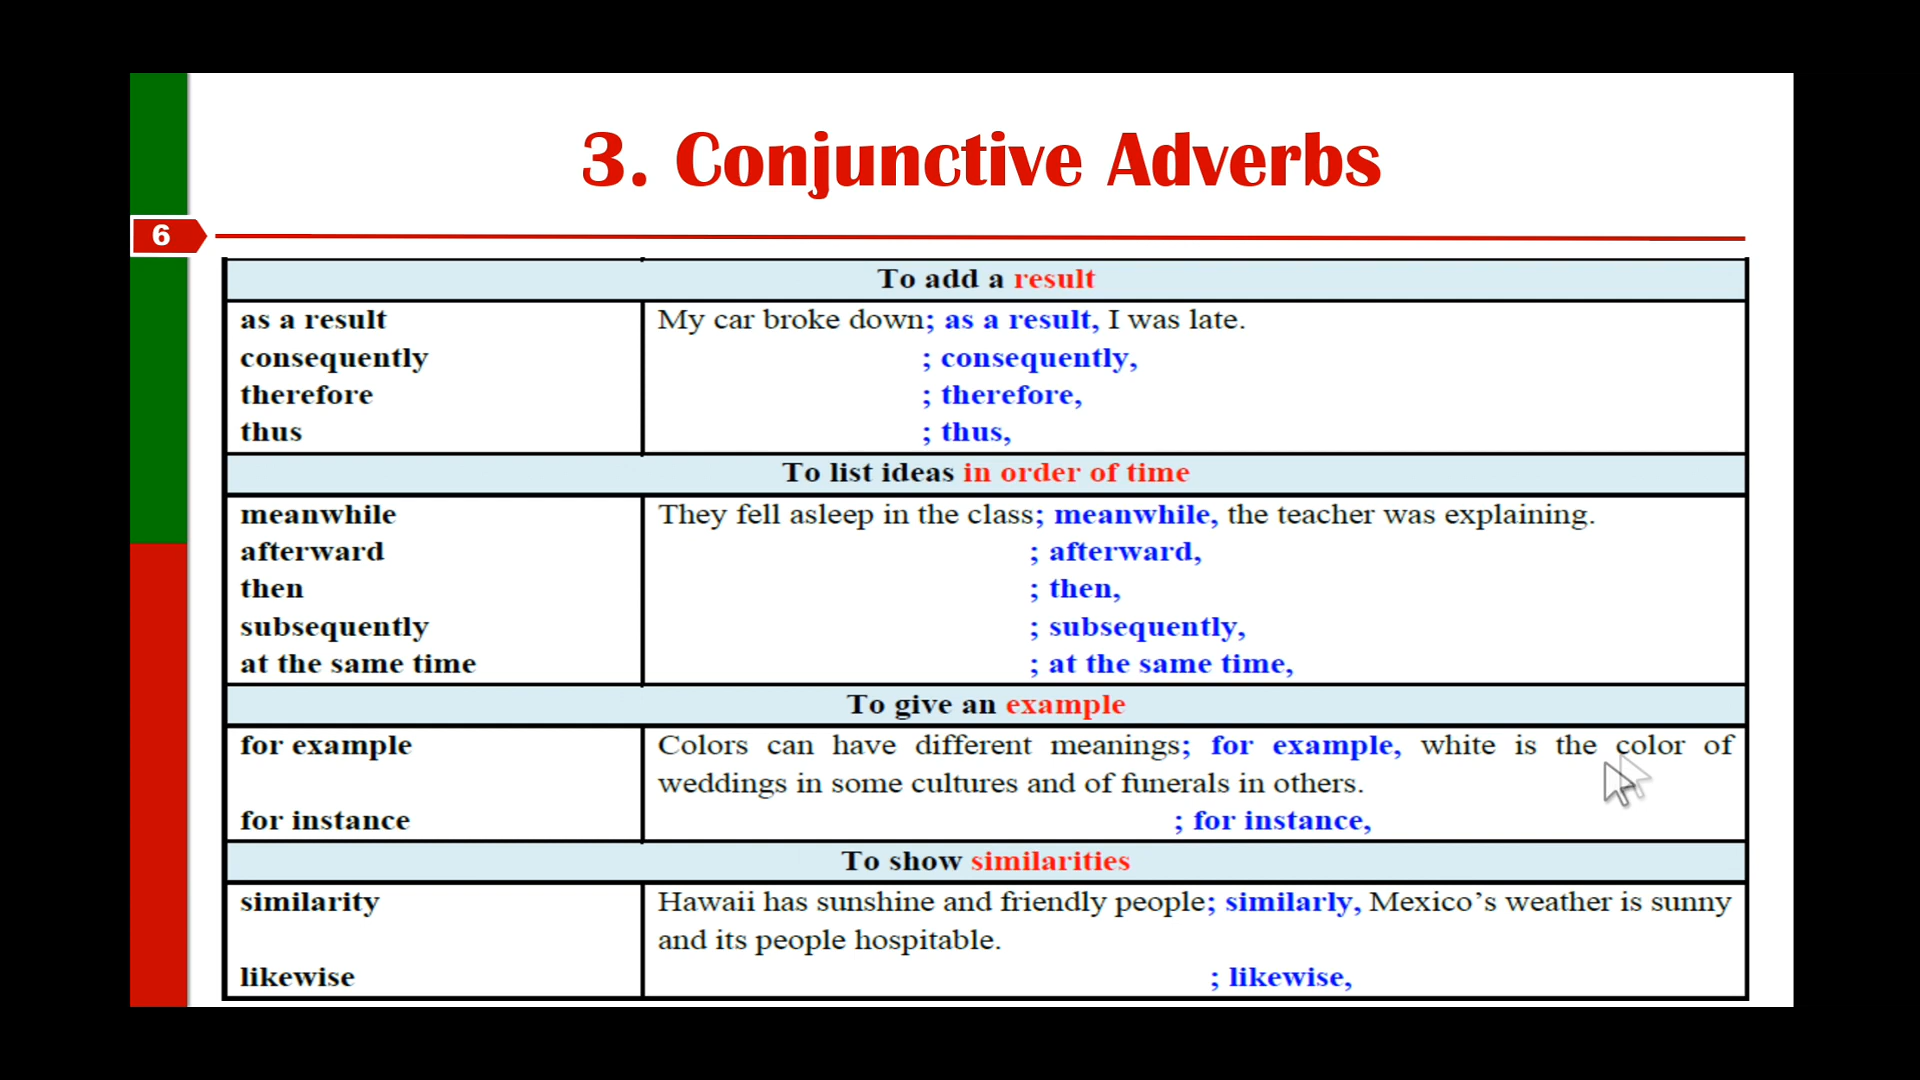 3. Conjunctive Adverbs
6
To add a result
as a result
My car broke down; as a result, I was late.
consequently
; consequently,
therefore
; therefore,
thus
; thus,
To list ideas in order of time
meanwhile
They fell asleep in the class; meanwhile, the teacher was explaining.
afterward
; afterward,
then
; then,
subsequently
; subsequently,
at the same time
; at the same time,
To give an example
for example
Colors can have different meanings; for example, white is the color of
weddings in some cultures and of funerals in others.
for instance
; for instance,
To show similarities
similarity
Hawaii has sunshine and friendly people; similarly, Mexico’s weather is sunny
and its people hospitable.
likewise
; likewise,